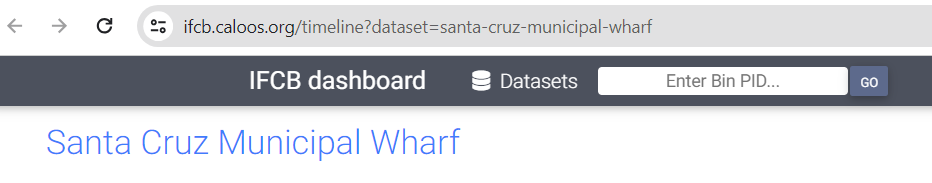 ifcb.caloos.org/timeline?dataset=santa-cruz-municipal-wharf
IFCB dashboard Datasets Enter Bin PID... GO
Santa Cruz Municipal Wharf